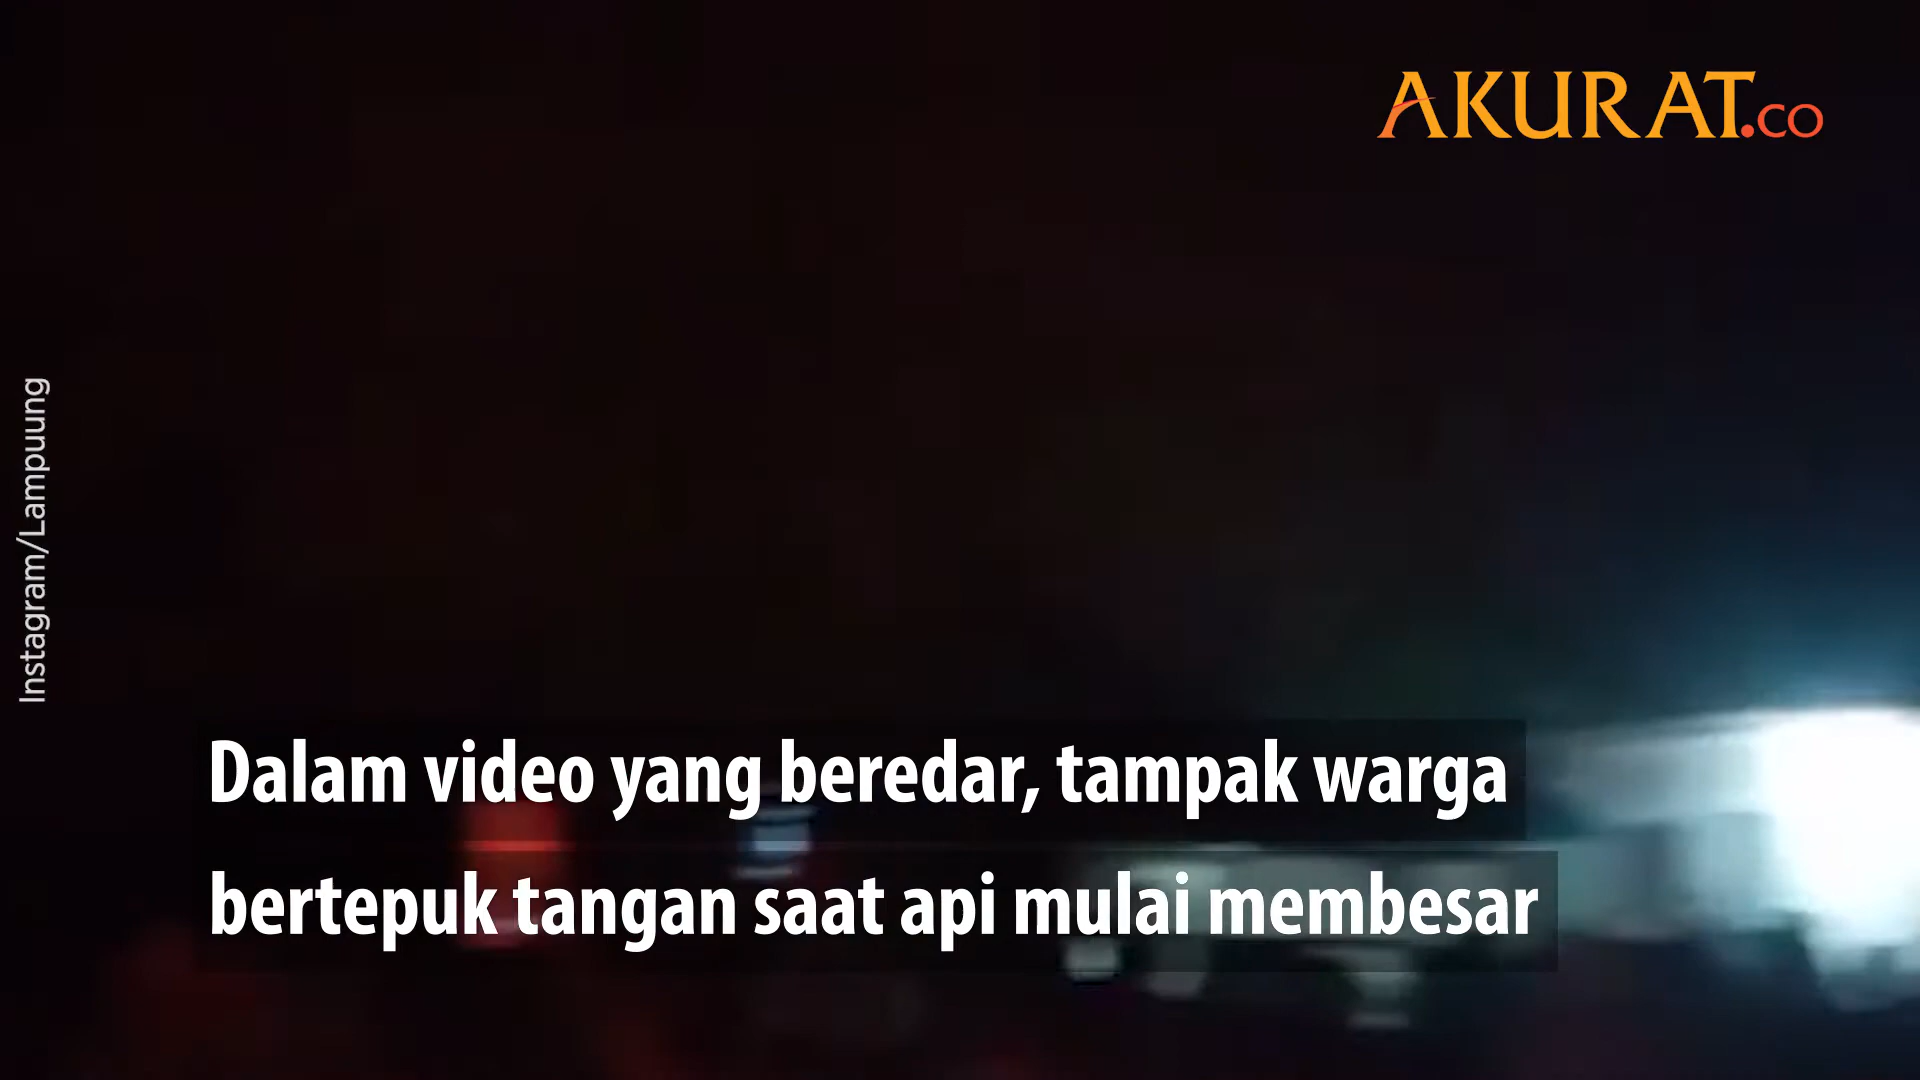 AKURAT.co
Instagram/Lampuung
Dalam video yang beredar, tampak warga
bertepuk tangan saat api mulai membesar